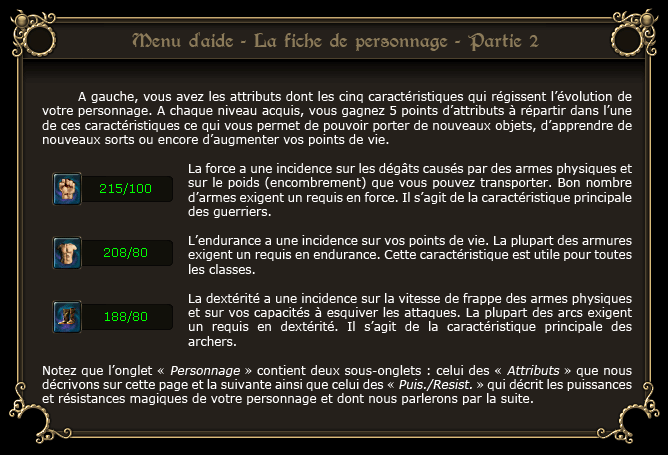 Menu d'aide - La fiche de personnage - Partie 2
A gauche, vous avez les attributs dont les cinq caractéristiques qui régissent l'évolution de
votre personnage. A chaque niveau acquis, vous gagnez 5 points d'attributs à répartir dans l'une
de ces caractéristiques ce qui vous permet de pouvoir porter de nouveaux objets, d'apprendre de
nouveaux sorts ou encore d'augmenter vos points de vie.
215/100
La force a une incidence sur les dégâts causés par des armes physiques et
sur le poids (encombrement) que vous pouvez transporter. Bon nombre
d'armes exigent un requis en force. Il s'agit de la caractéristique principale
des guerriers.
208/80
L'endurance a une incidence sur vos points de vie. La plupart des armures
exigent un requis en endurance. Cette caractéristique est utile pour toutes
les classes.
188/80
La dextérité a une incidence sur la vitesse de frappe des armes physiques
et sur vos capacités à esquiver les attaques. La plupart des arcs exigent
un requis en dextérité. Il s'agit de la caractéristique principale des
archers.
Notez que l'onglet « Personnage » contient deux sous-onglets : celui des « Attributs » que nous
décrivons sur cette page et la suivante ainsi que celui des « Puis./Resist. » qui décrit les puissances
et résistances magiques de votre personnage et dont nous parlerons par la suite.